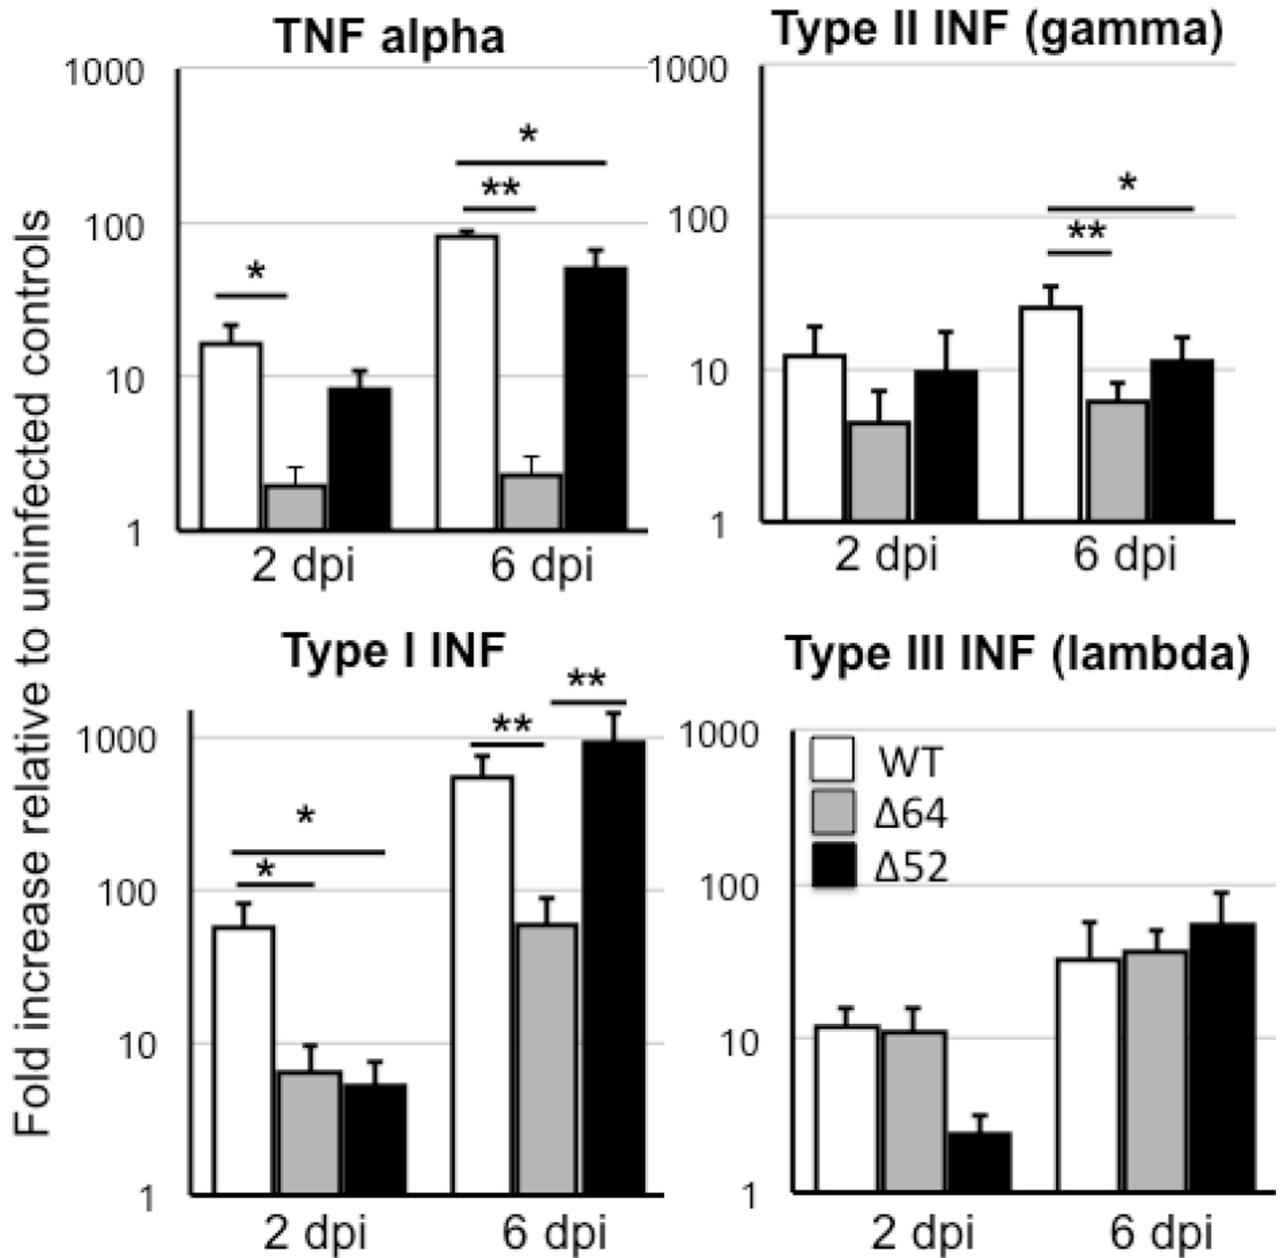 Fold increase relative to uninfected controls
TNF alpha
1000
100
10
1
*
*
**
2 dpi
6 dpi
Type II INF (gamma)
1000
100
10
1
*
**
2 dpi
6 dpi
Type I INF
1000
100
10
1
*
*
**
**
2 dpi
6 dpi
Type III INF (lambda)
1000
100
10
1
WT
Δ64
Δ52
2 dpi
6 dpi